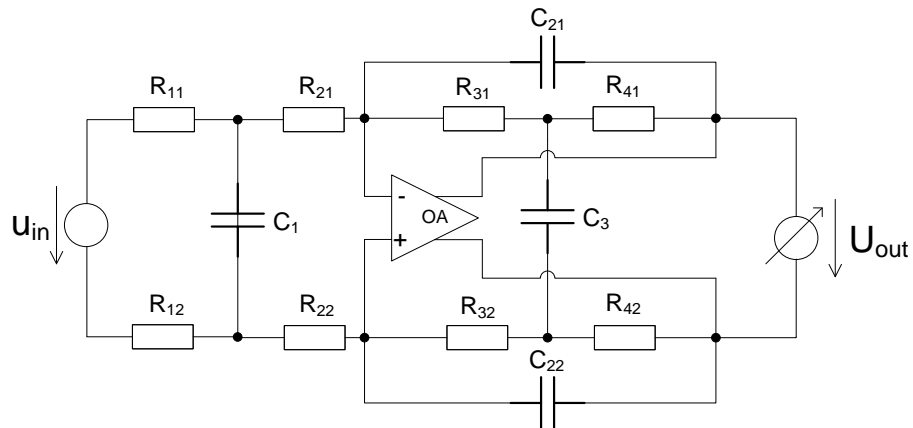 C21
R11
R21
R31
R41
uin
C1
-
OA
+
C3
Uout
R12
R22
R32
R42
C22